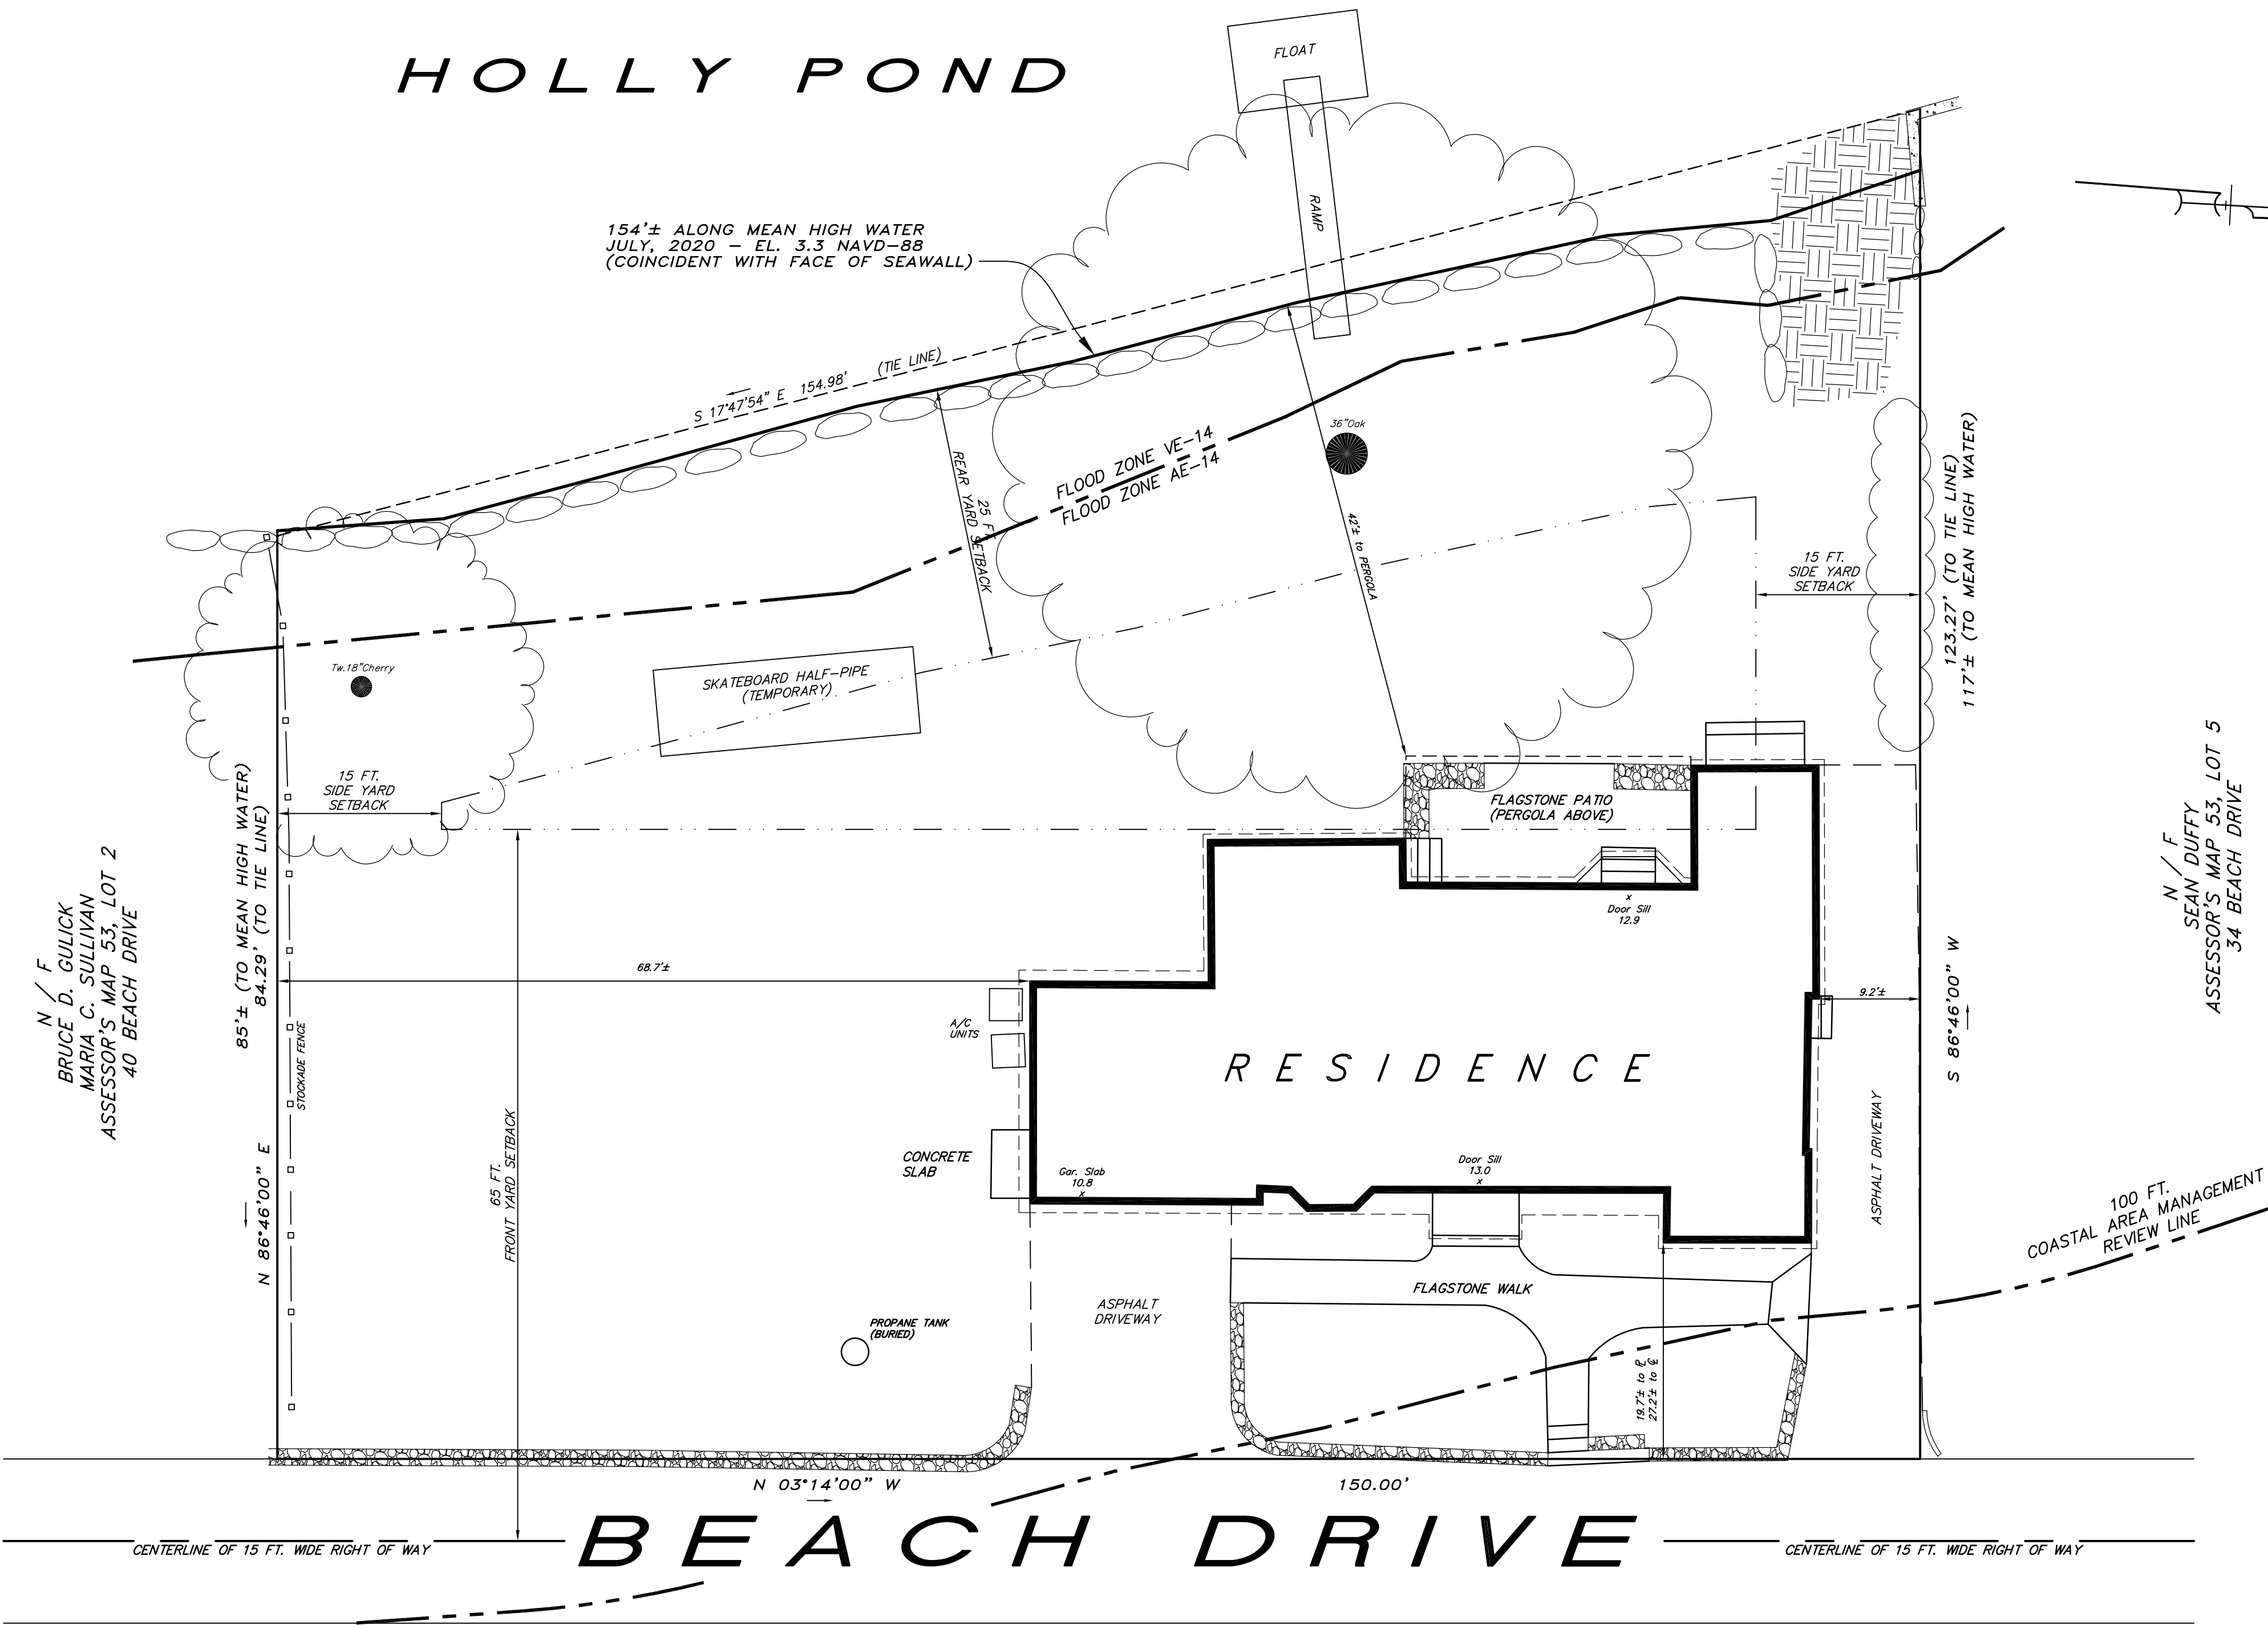 HOLLY POND
FLOAT
RAMP
154'± ALONG MEAN HIGH WATER
JULY, 2020 - EL. 3.3 NAVD-88
(COINCIDENT WITH FACE OF SEAWALL)
S 17°47'54" E 154.98' (TIE LINE)
25 FT.
REAR YARD SETBACK
FLOOD ZONE VE-14
FLOOD ZONE AE-14
36"Oak
42'± to PERGOLA
15 FT.
SIDE YARD
SETBACK
123.27' (TO TIE LINE)
117'± (TO MEAN HIGH WATER)
Tw.18"Cherry
SKATEBOARD HALF-PIPE
(TEMPORARY)
15 FT.
SIDE YARD
SETBACK
FLAGSTONE PATIO
(PERGOLA ABOVE)
N / F
BRUCE D. GULICK
MARIA C. SULLIVAN
ASSESSOR'S MAP 53, LOT 2
40 BEACH DRIVE
85'± (TO MEAN HIGH WATER)
84.29' (TO TIE LINE)
N 86°46'00" E
STOCKADE FENCE
68.7'±
Door Sill
12.9
N / F
SEAN DUFFY
ASSESSOR'S MAP 53, LOT 5
34 BEACH DRIVE
S 86°46'00" W
9.2'±
A/C
UNITS
RESIDENCE
65 FT.
FRONT YARD SETBACK
CONCRETE
SLAB
Gar. Slab
10.8
x
Door Sill
13.0
x
ASPHALT DRIVEWAY
100 FT.
COASTAL AREA MANAGEMENT
REVIEW LINE
FLAGSTONE WALK
ASPHALT
DRIVEWAY
PROPANE TANK
(BURIED)
19.7'± to ⅊
27.2'± to ℄
N 03°14'00" W
150.00'
BEACH DRIVE
CENTERLINE OF 15 FT. WIDE RIGHT OF WAY
CENTERLINE OF 15 FT. WIDE RIGHT OF WAY